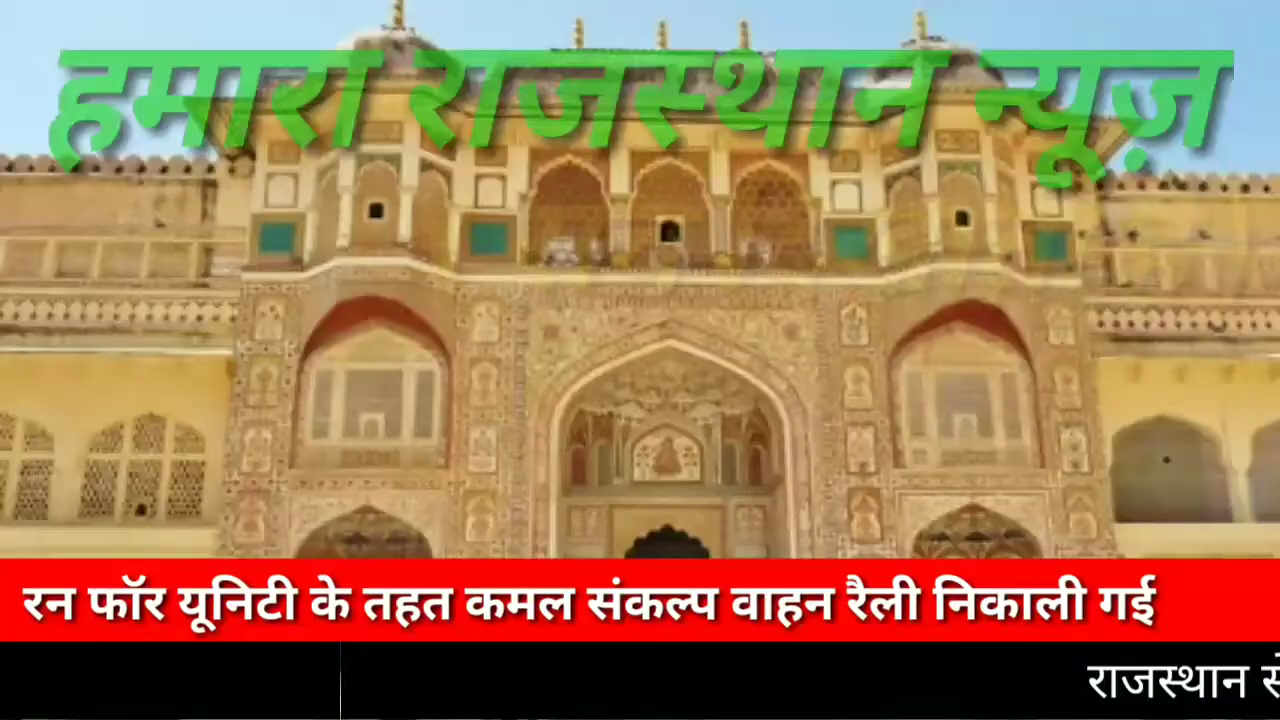 हमारा राजस्थान न्यूज़
रन फॉर यूनिटी के तहत कमल संकल्प वाहन रैली निकाली गई
राजस्थान